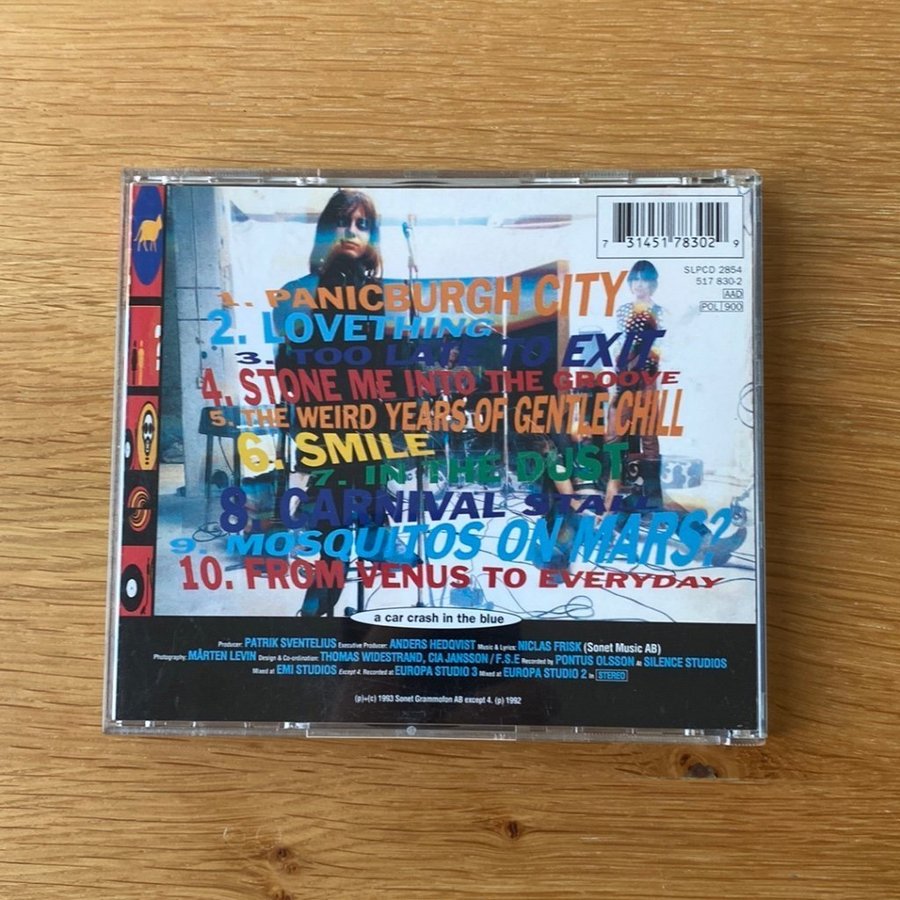 7 31451 78302 9
SLPCD 2854
517 830-2
AAD
POL 900
1. PANICBURGH CITY
2. LOVETHING
3. TOO LATE TO EXIT
4. STONE ME INTO THE GROOVE
5. THE WEIRD YEARS OF GENTLE CHILL
6. SMILE
7. IN THE DUST
8. CARNIVAL STALL
9. MOSQUITOS ON MARS?
10. FROM VENUS TO EVERYDAY
a car crash in the blue
Producer: PATRIK SVENTELIUS Executive Producer: ANDERS HEDQVIST Music & Lyrics: NICLAS FRISK (Sonet Music AB)
Photography: MÅRTEN LEVIN Design & Co-ordination: THOMAS WIDESTRAND, CIA JANSSON / F.S.E Recorded by PONTUS OLSSON At SILENCE STUDIOS
Mixed at EMI STUDIOS Except 4. Recorded at EUROPA STUDIO 3 Mixed at EUROPA STUDIO 2 In STEREO
(p)+(c) 1993 Sonet Grammofon AB except 4. (p) 1992